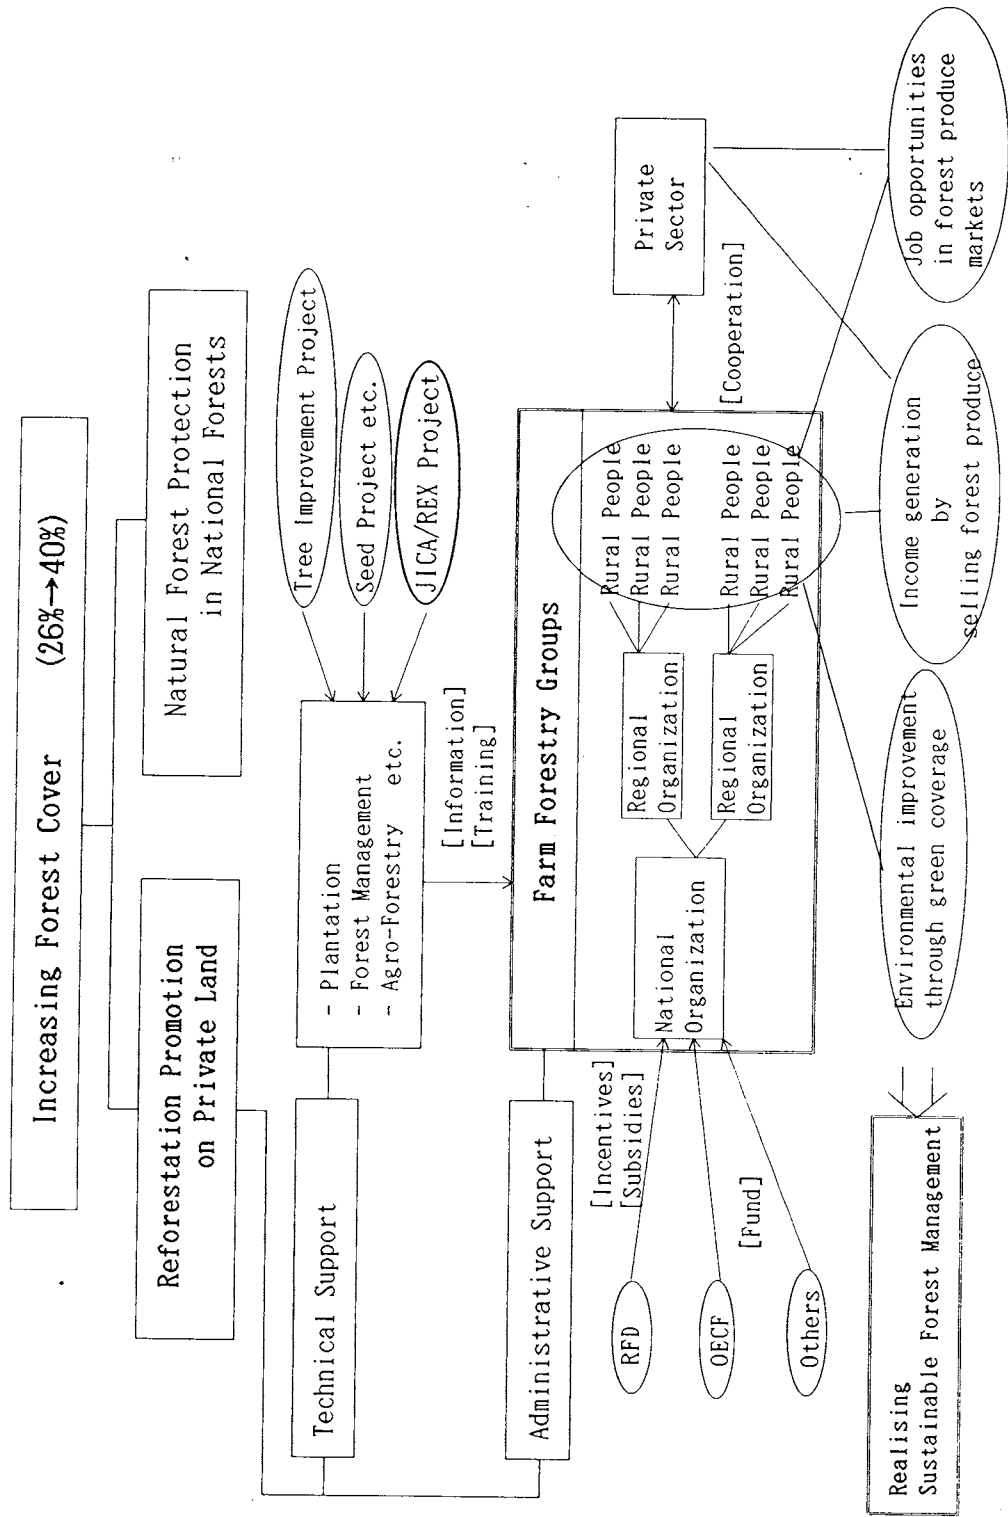 Increasing Forest Cover (26%→40%)
Reforestation Promotion
on Private Land
Natural Forest Protection
in National Forests
Technical Support
- Plantation
- Forest Management
- Agro-Forestry etc.
Tree Improvement Project
Seed Project etc.
JICA/REX Project
[Information]
[Training]
Administrative Support
Farm Forestry Groups
[Incentives]
[Subsidies]
[Fund]
RFD
OECF
Others
National
Organization
Regional
Organization
Regional
Organization
Rural People
Rural People
Rural People
Rural People
Rural People
Rural People
[Cooperation]
Private
Sector
Realising
Sustainable Forest Management
Environmental improvement
through green coverage
Income generation
by
selling forest produce
Job opportunities
in forest produce
markets